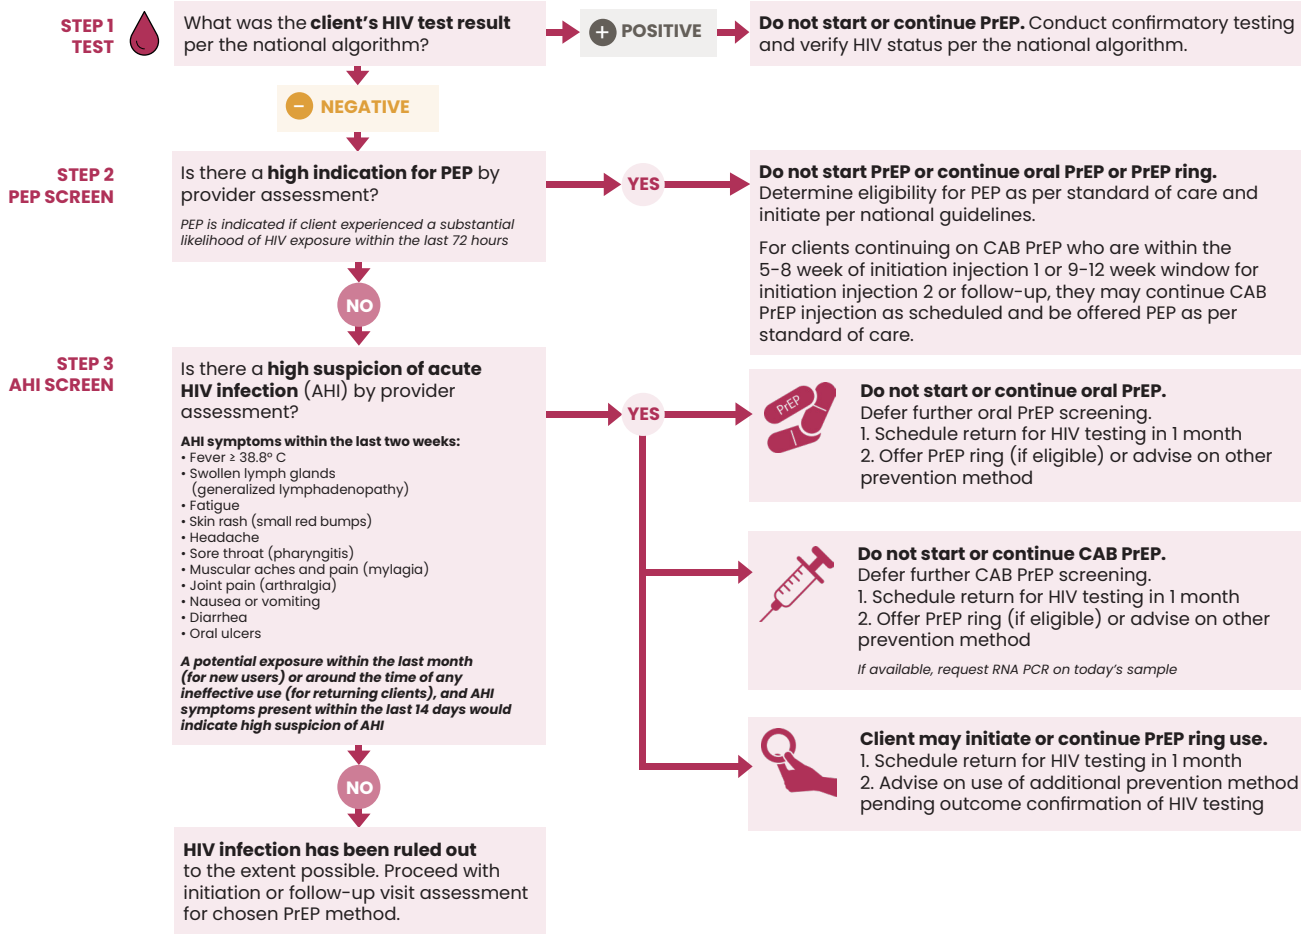 STEP 1
TEST
What was the client's HIV test result
per the national algorithm?
+ POSITIVE
Do not start or continue PrEP. Conduct confirmatory testing
and verify HIV status per the national algorithm.
− NEGATIVE
STEP 2
PEP SCREEN
Is there a high indication for PEP by
provider assessment?
PEP is indicated if client experienced a substantial
likelihood of HIV exposure within the last 72 hours
YES
Do not start PrEP or continue oral PrEP or PrEP ring.
Determine eligibility for PEP as per standard of care and
initiate per national guidelines.
For clients continuing on CAB PrEP who are within the
5-8 week of initiation injection 1 or 9-12 week window for
initiation injection 2 or follow-up, they may continue CAB
PrEP injection as scheduled and be offered PEP as per
standard of care.
NO
STEP 3
AHI SCREEN
Is there a high suspicion of acute
HIV infection (AHI) by provider
assessment?
AHI symptoms within the last two weeks:
• Fever ≥ 38.8º C
• Swollen lymph glands
(generalized lymphadenopathy)
• Fatigue
• Skin rash (small red bumps)
• Headache
• Sore throat (pharyngitis)
• Muscular aches and pain (mylagia)
• Joint pain (arthralgia)
• Nausea or vomiting
• Diarrhea
• Oral ulcers
A potential exposure within the last month
(for new users) or around the time of any
ineffective use (for returning clients), and AHI
symptoms present within the last 14 days would
indicate high suspicion of AHI
YES
PrEP
Do not start or continue oral PrEP.
Defer further oral PrEP screening.
1. Schedule return for HIV testing in 1 month
2. Offer PrEP ring (if eligible) or advise on other
prevention method
Do not start or continue CAB PrEP.
Defer further CAB PrEP screening.
1. Schedule return for HIV testing in 1 month
2. Offer PrEP ring (if eligible) or advise on other
prevention method
If available, request RNA PCR on today's sample
Client may initiate or continue PrEP ring use.
1. Schedule return for HIV testing in 1 month
2. Advise on use of additional prevention method
pending outcome confirmation of HIV testing
NO
HIV infection has been ruled out
to the extent possible. Proceed with
initiation or follow-up visit assessment
for chosen PrEP method.